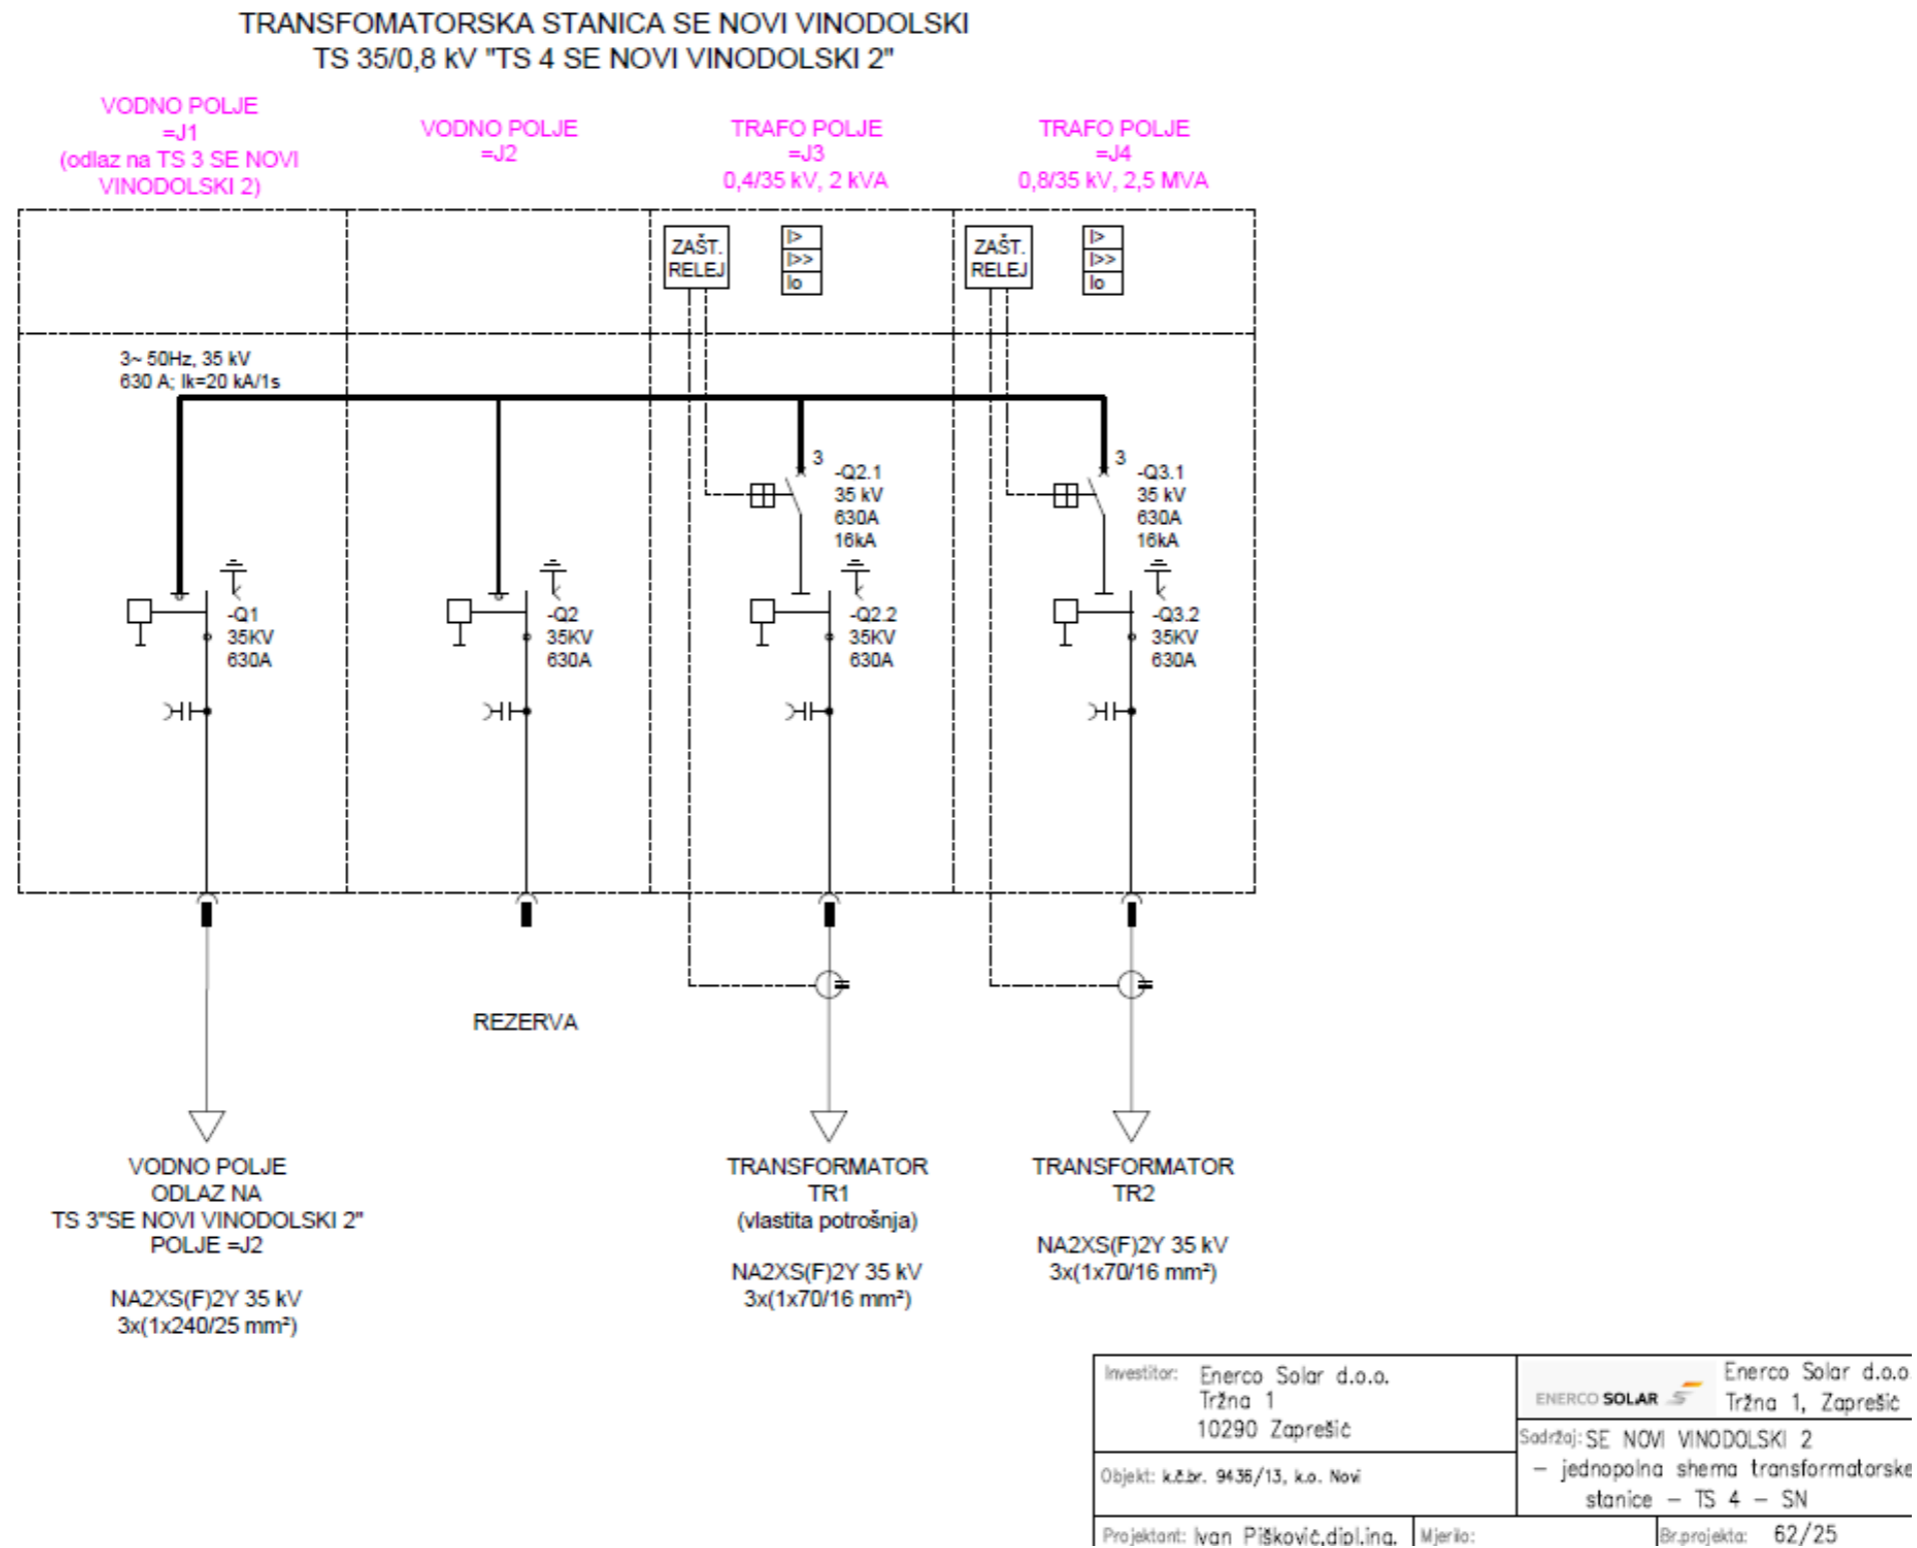 TRANSFOMATORSKA STANICA SE NOVI VINODOLSKI
TS 35/0,8 kV "TS 4 SE NOVI VINODOLSKI 2"
VODNO POLJE
=J1
(odlaz na TS 3 SE NOVI
VINODOLSKI 2)
VODNO POLJE
=J2
TRAFO POLJE
=J3
0,4/35 kV, 2 kVA
TRAFO POLJE
=J4
0,8/35 kV, 2,5 MVA
ZAŠT.
RELEJ
I>
I>>
Io
ZAŠT.
RELEJ
I>
I>>
Io
3~ 50Hz, 35 kV
630 A; Ik=20 kA/1s
3
-Q2.1
35 kV
630A
16kA
3
-Q3.1
35 kV
630A
16kA
-Q1
35KV
630A
-Q2
35KV
630A
-Q2.2
35KV
630A
-Q3.2
35KV
630A
REZERVA
VODNO POLJE
ODLAZ NA
TS 3"SE NOVI VINODOLSKI 2"
POLJE =J2
NA2XS(F)2Y 35 kV
3x(1x240/25 mm²)
TRANSFORMATOR
TR1
(vlastita potrošnja)
NA2XS(F)2Y 35 kV
3x(1x70/16 mm²)
TRANSFORMATOR
TR2
NA2XS(F)2Y 35 kV
3x(1x70/16 mm²)
Investitor: Enerco Solar d.o.o.
Tržna 1
10290 Zaprešić
ENERCO SOLAR
Enerco Solar d.o.o.
Tržna 1, Zaprešić
Sadržaj: SE NOVI VINODOLSKI 2
– jednopolna shema transformatorske
stanice – TS 4 – SN
Objekt: k.č.br. 9436/13, k.o. Novi
Projektant: Ivan Pišković,dipl.ing.
Mjerilo:
Br.projekta: 62/25